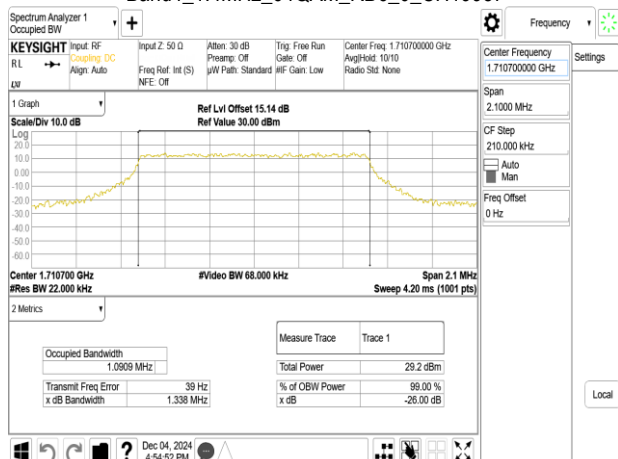 Spectrum Analyzer 1
Occupied BW
Frequency
KEYSIGHT
RL
LXI
Input: RF
Coupling: DC
Align: Auto
Input Z: 50 Ω
Freq Ref: Int (S)
NFE: Off
Atten: 30 dB
Preamp: Off
µW Path: Standard
Trig: Free Run
Gate: Off
#IF Gain: Low
Center Freq: 1.710700000 GHz
Avg|Hold: 10/10
Radio Std: None
Center Frequency
1.710700000 GHz
Settings
Span
2.1000 MHz
CF Step
210.000 kHz
Auto
Man
Freq Offset
0 Hz
Local
1 Graph
Scale/Div 10.0 dB
Ref Lvl Offset 15.14 dB
Ref Value 30.00 dBm
Log
20.0
10.0
0.00
-10.0
-20.0
-30.0
-40.0
-50.0
-60.0
Center 1.710700 GHz
#Video BW 68.000 kHz
Span 2.1 MHz
#Res BW 22.000 kHz
Sweep 4.20 ms (1001 pts)
2 Metrics
Measure Trace
Trace 1
Occupied Bandwidth
1.0909 MHz
Total Power
29.2 dBm
Transmit Freq Error
39 Hz
% of OBW Power
99.00 %
x dB Bandwidth
1.338 MHz
x dB
-26.00 dB
Dec 04, 2024
4:54:52 PM